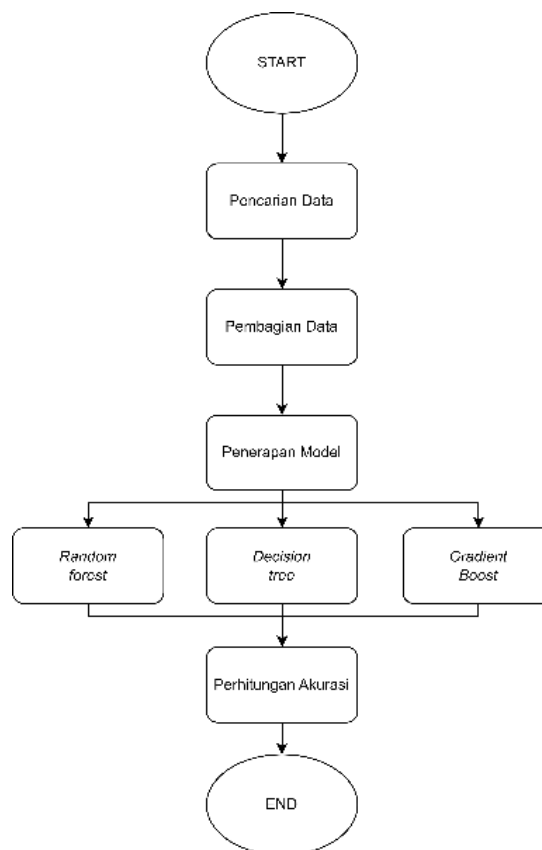 START
Pencarian Data
Pembagian Data
Penerapan Model
Random
forest
Decision
tree
Gradient
Boost
Perhitungan Akurasi
END